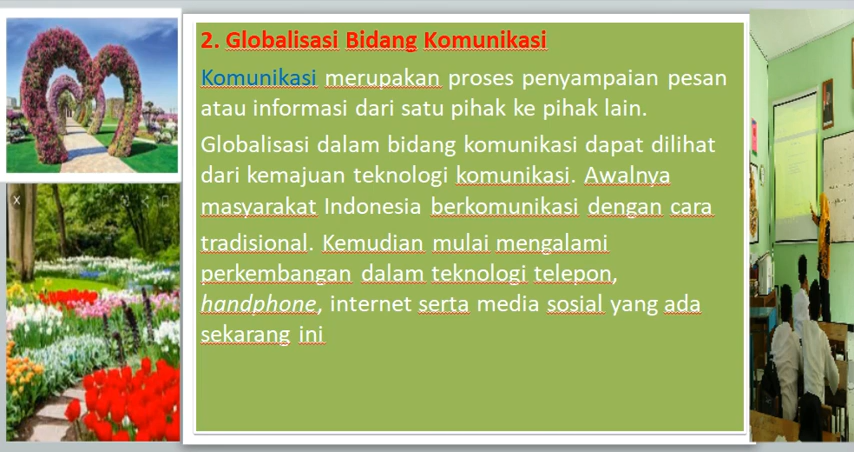 2. Globalisasi Bidang Komunikasi
Komunikasi merupakan proses penyampaian pesan
atau informasi dari satu pihak ke pihak lain.
Globalisasi dalam bidang komunikasi dapat dilihat
dari kemajuan teknologi komunikasi. Awalnya
masyarakat Indonesia berkomunikasi dengan cara
tradisional. Kemudian mulai mengalami
perkembangan dalam teknologi telepon,
handphone, internet serta media sosial yang ada
sekarang ini